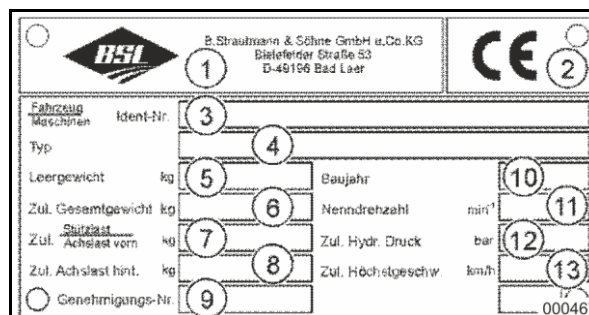 BSL
B.Strautmann & Söhne GmbH u.Co.KG
Bielefelder Straße 53
D-49196 Bad Laer
1
CE
2
Fahrzeug
Maschinen
Ident-Nr.
3
Typ
4
Leergewicht kg
5
Baujahr
10
Zul. Gesamtgewicht kg
6
Nenndrehzahl min⁻¹
11
Zul. Stützlast
Achslast vorn kg
7
Zul. Hydr. Druck bar
12
Zul. Achslast hint. kg
8
Zul. Höchstgeschw. km/h
13
Genehmigungs-Nr.
9
00046